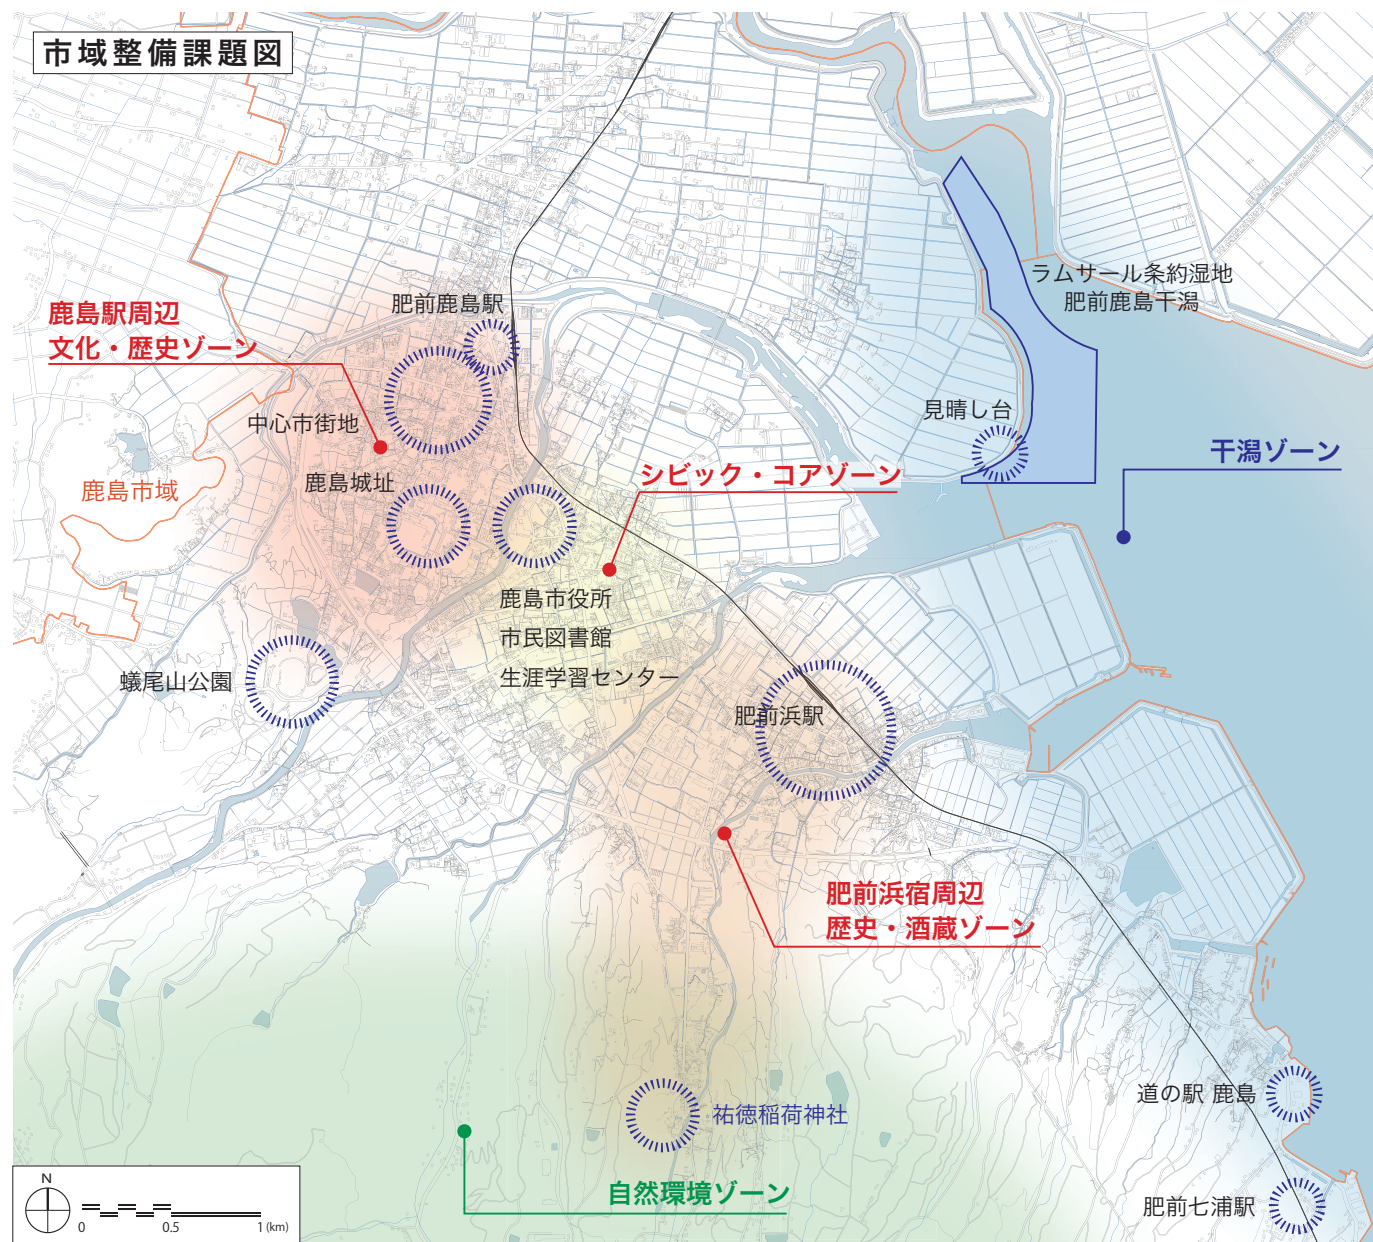 市域整備課題図
ラムサール条約湿地
肥前鹿島干潟
肥前鹿島駅
鹿島駅周辺
文化・歴史ゾーン
中心市街地
見晴し台
干潟ゾーン
シビック・コアゾーン
鹿島城址
鹿島市域
鹿島市役所
市民図書館
生涯学習センター
蟻尾山公園
肥前浜駅
肥前浜宿周辺
歴史・酒蔵ゾーン
道の駅 鹿島
祐徳稲荷神社
自然環境ゾーン
肥前七浦駅
N
0 0.5 1 (km)